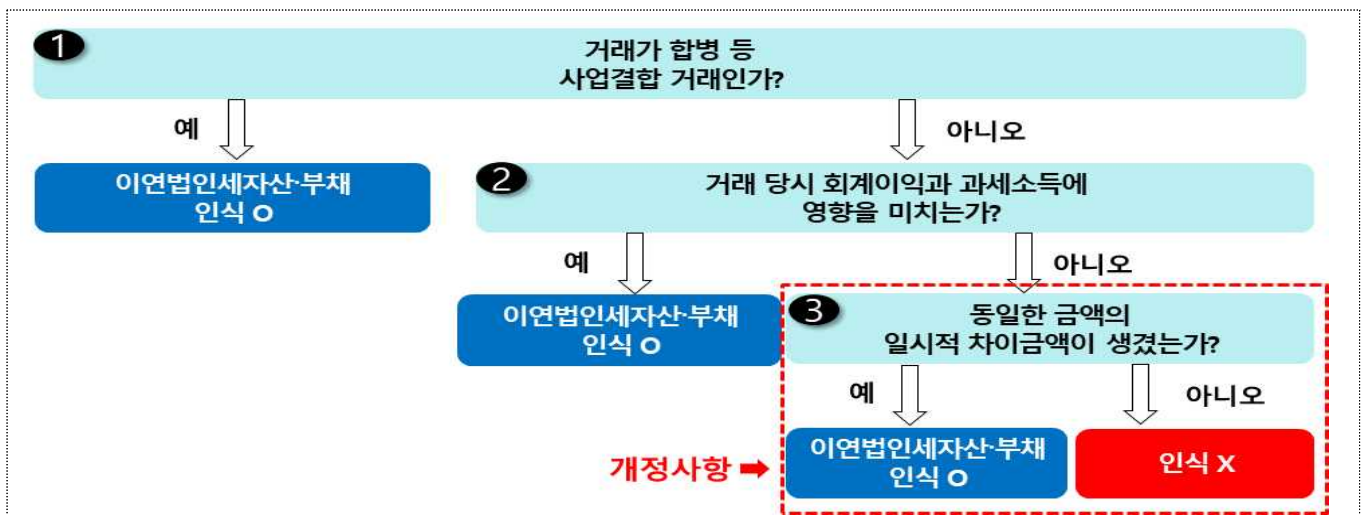 1
거래가 합병 등
사업결합 거래인가?
예
아니오
이연법인세자산·부채
인식 O
2
거래 당시 회계이익과 과세소득에
영향을 미치는가?
예
아니오
이연법인세자산·부채
인식 O
3
동일한 금액의
일시적 차이금액이 생겼는가?
예
아니오
개정사항 ➡
이연법인세자산·부채
인식 O
인식 X